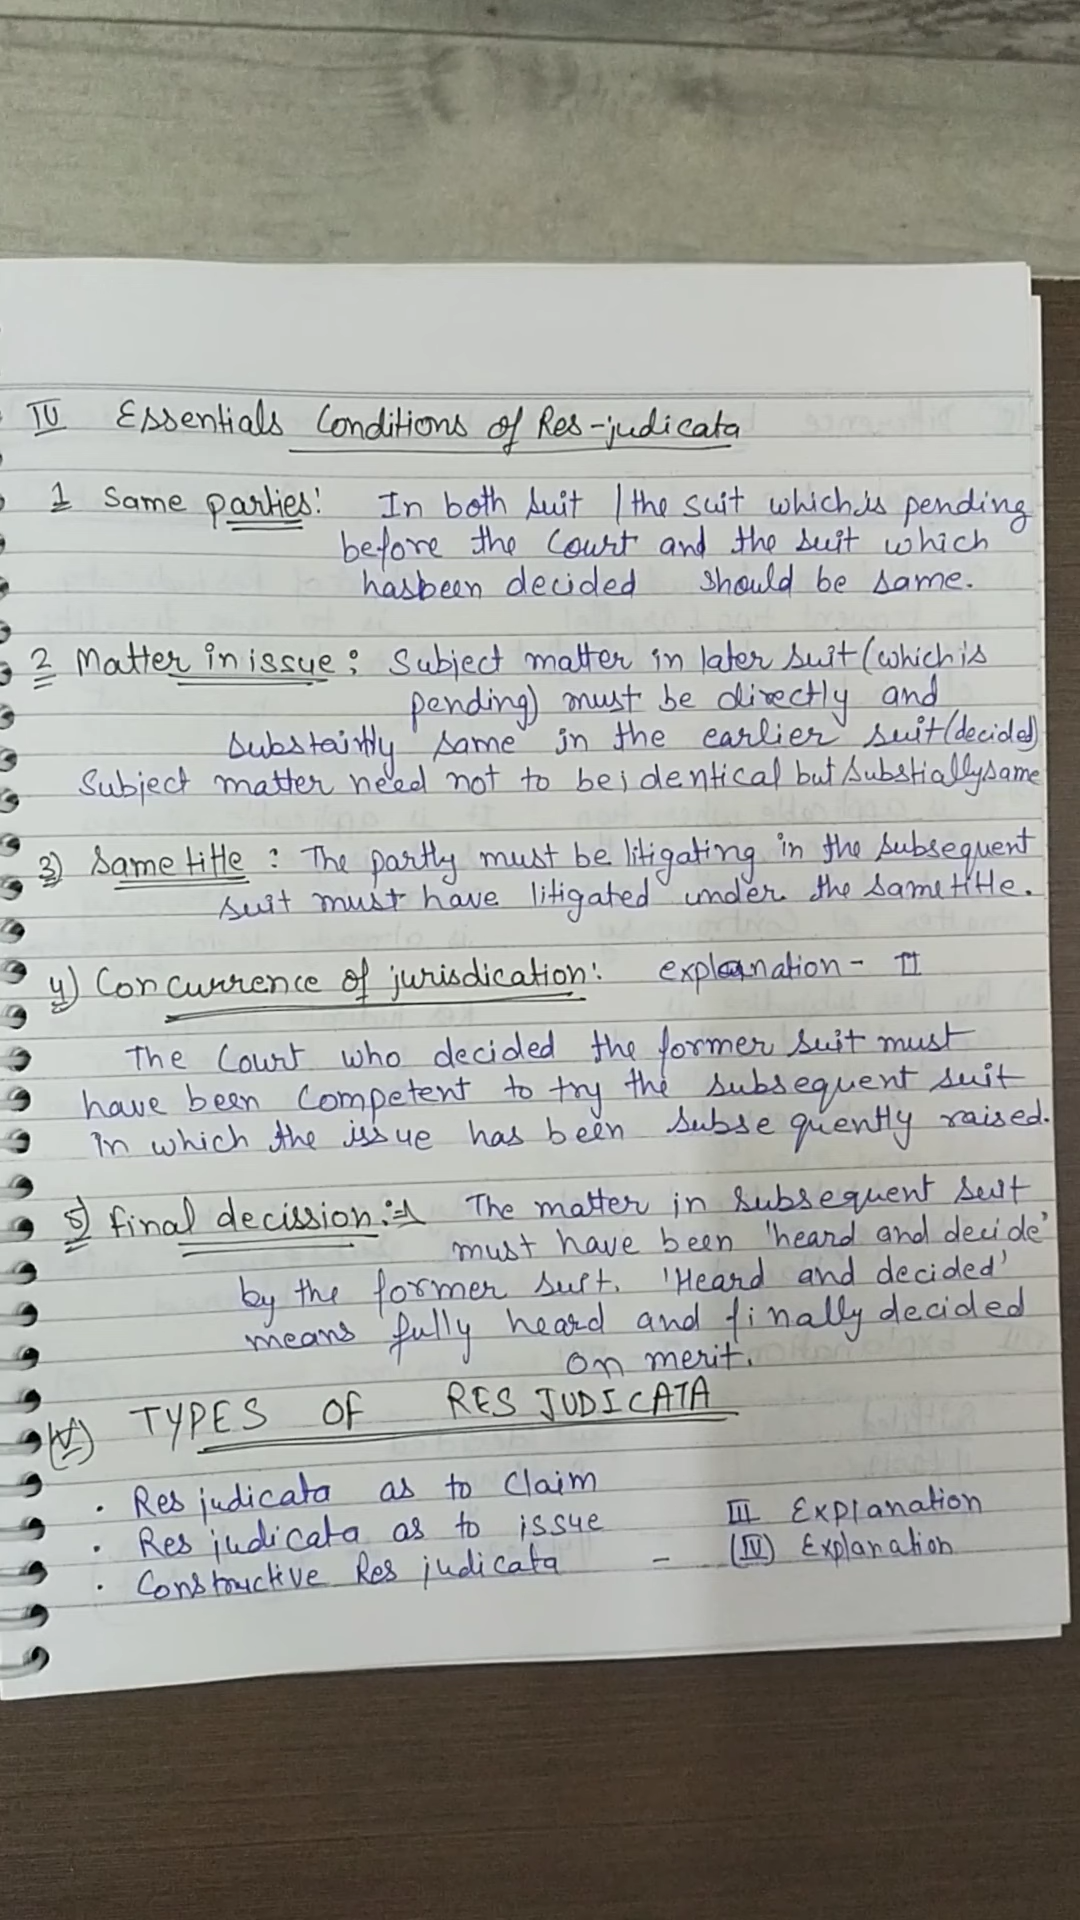 IV Essentials Conditions of Res-judicata
1 Same parties: In both suit / the suit which is pending
before the Court and the suit which
hasbeen decided should be same.
2 Matter in issue: Subject matter in later suit (which is
pending) must be directly and
substaintly same in the earlier suit (decided)
Subject matter need not to be identical but substially same
3) Same title : The partly must be litigating in the subsequent
suit must have litigated under the same title.
4) Concurrence of jurisdication: explanation - II
The Court who decided the former suit must
have been Competent to try the subsequent suit
in which the issue has been subsequently raised.
5) final decission:- The matter in subsequent suit
must have been 'heard and decide'
by the former suit. 'Heard and decided'
means fully heard and finally decided
on merit.
V) TYPES OF RES JUDICATA
• Res judicata as to Claim
• Res judicata as to issue III Explanation
• Constructive Res judicata - (IV) Explanation